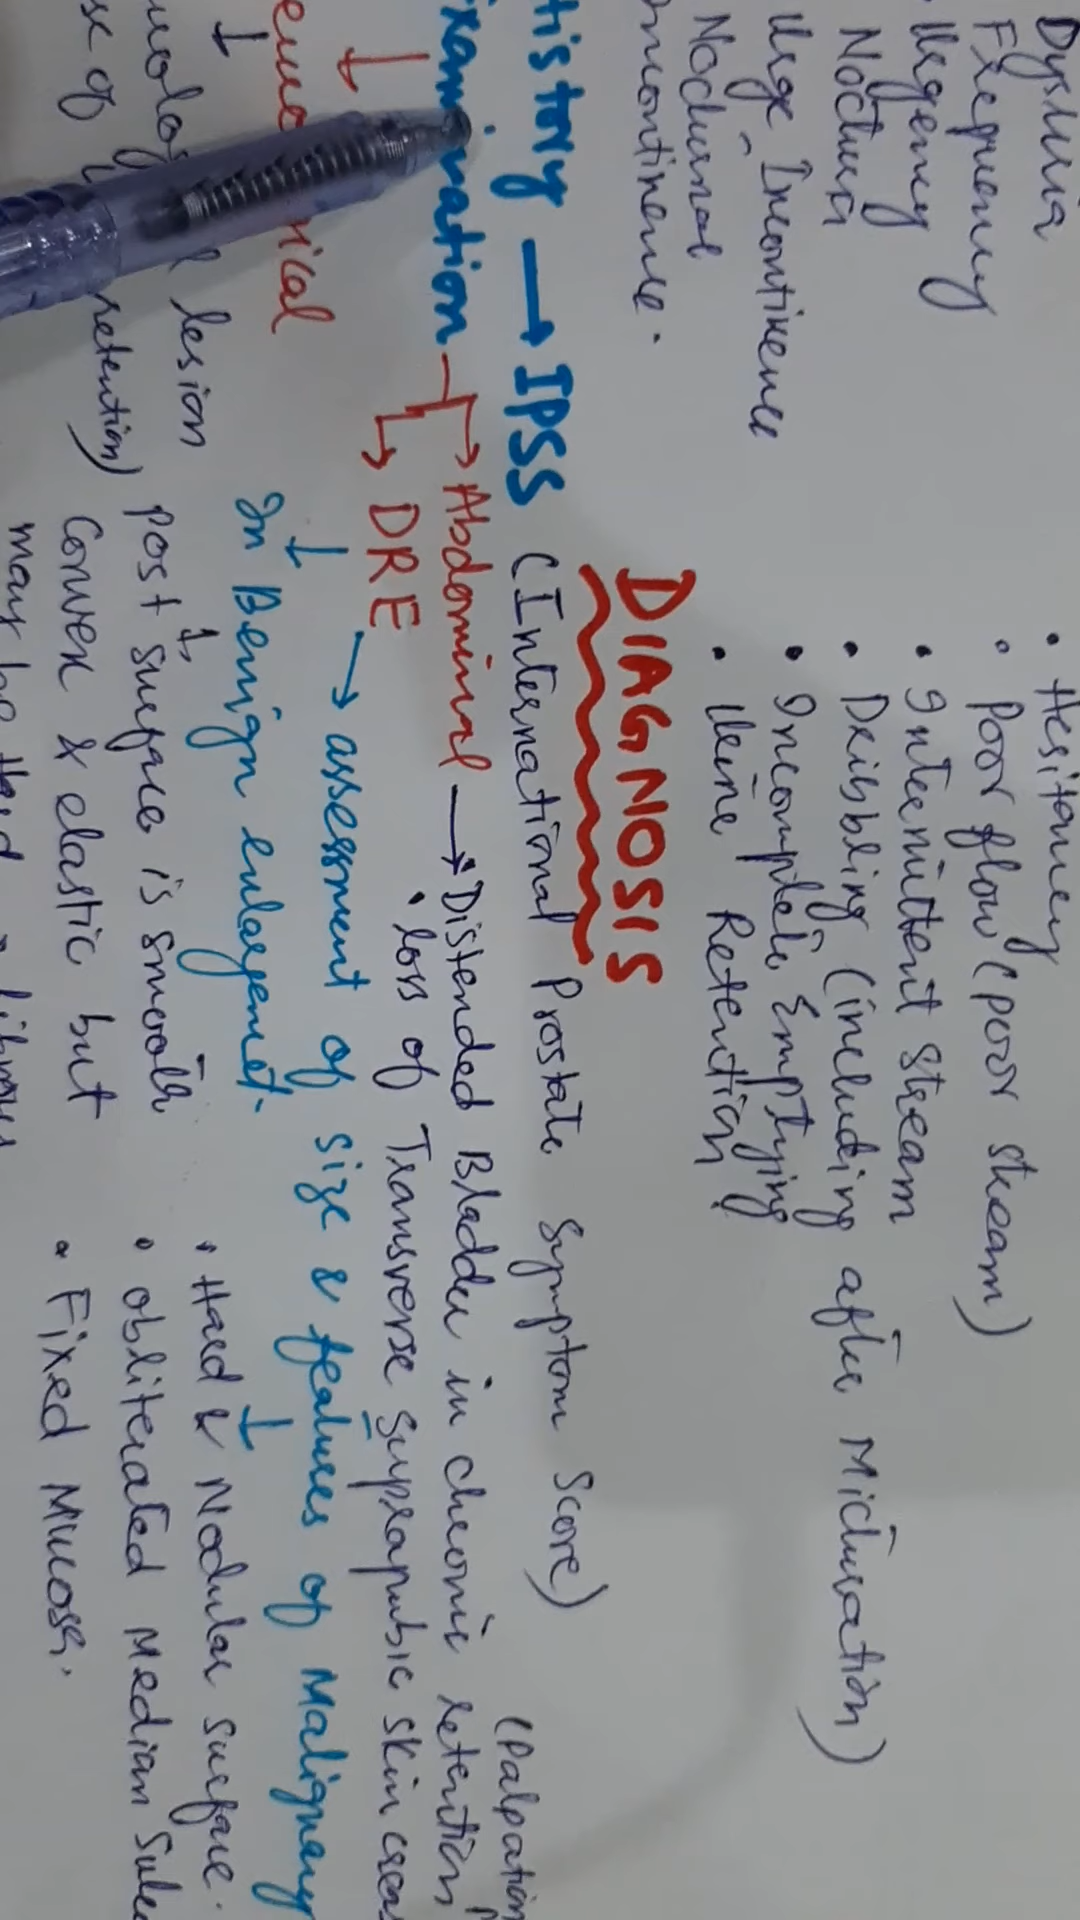 Dysuria
Frequency
Urgency
Nocturia
Urge Incontinence
Nocturnal
incontinence.
• Hesitancy
• Poor flow (poor stream)
• Intermittent stream
• Dribbling (including after Micturation)
• Incomplete Emptying
• Urine Retention
DIAGNOSIS
History → IPSS (International Prostate Symptom Score)
Examination
→ Abdominal → Distended Bladder in chronic retention
(Palpation
• loss of Transverse suprapubic skin
→ DRE → assessment of size & features of Malignancy
In Benign enlargemet.
post surface is smooth
Convex & elastic but
may be
• Hard & Nodular surface.
• obliterated Median
• Fixed Mucosa.
lesion
retention)